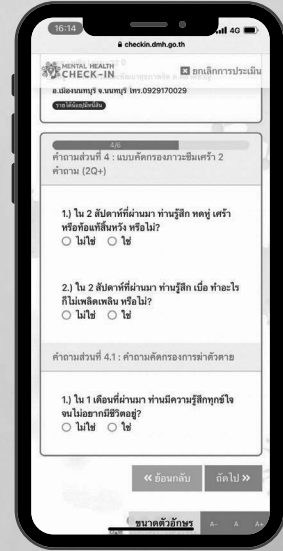 16:14
4G
checkin.dmh.go.th
MENTAL HEALTH
CHECK-IN
ยกเลิกการประเมิน
อ.เมืองนนทบุรี จ.นนทบุรี โทร.0929170029
รายได้น้อย/มีหนี้สิน
4/6
คำถามส่วนที่ 4 : แบบคัดกรองภาวะซึมเศร้า 2
คำถาม (2Q+)
1.) ใน 2 สัปดาห์ที่ผ่านมา ท่านรู้สึก หดหู่ เศร้า
หรือท้อแท้สิ้นหวัง หรือไม่?
ไม่ใช่ ใช่
2.) ใน 2 สัปดาห์ที่ผ่านมา ท่านรู้สึก เบื่อ ทำอะไร
ก็ไม่เพลิดเพลิน หรือไม่?
ไม่ใช่ ใช่
คำถามส่วนที่ 4.1 : คำถามคัดกรองการฆ่าตัวตาย
1.) ใน 1 เดือนที่ผ่านมา ท่านมีความรู้สึกทุกข์ใจ
จนไม่อยากมีชีวิตอยู่?
ไม่ใช่ ใช่
« ย้อนกลับ ถัดไป »
ขนาดตัวอักษร A- A A+